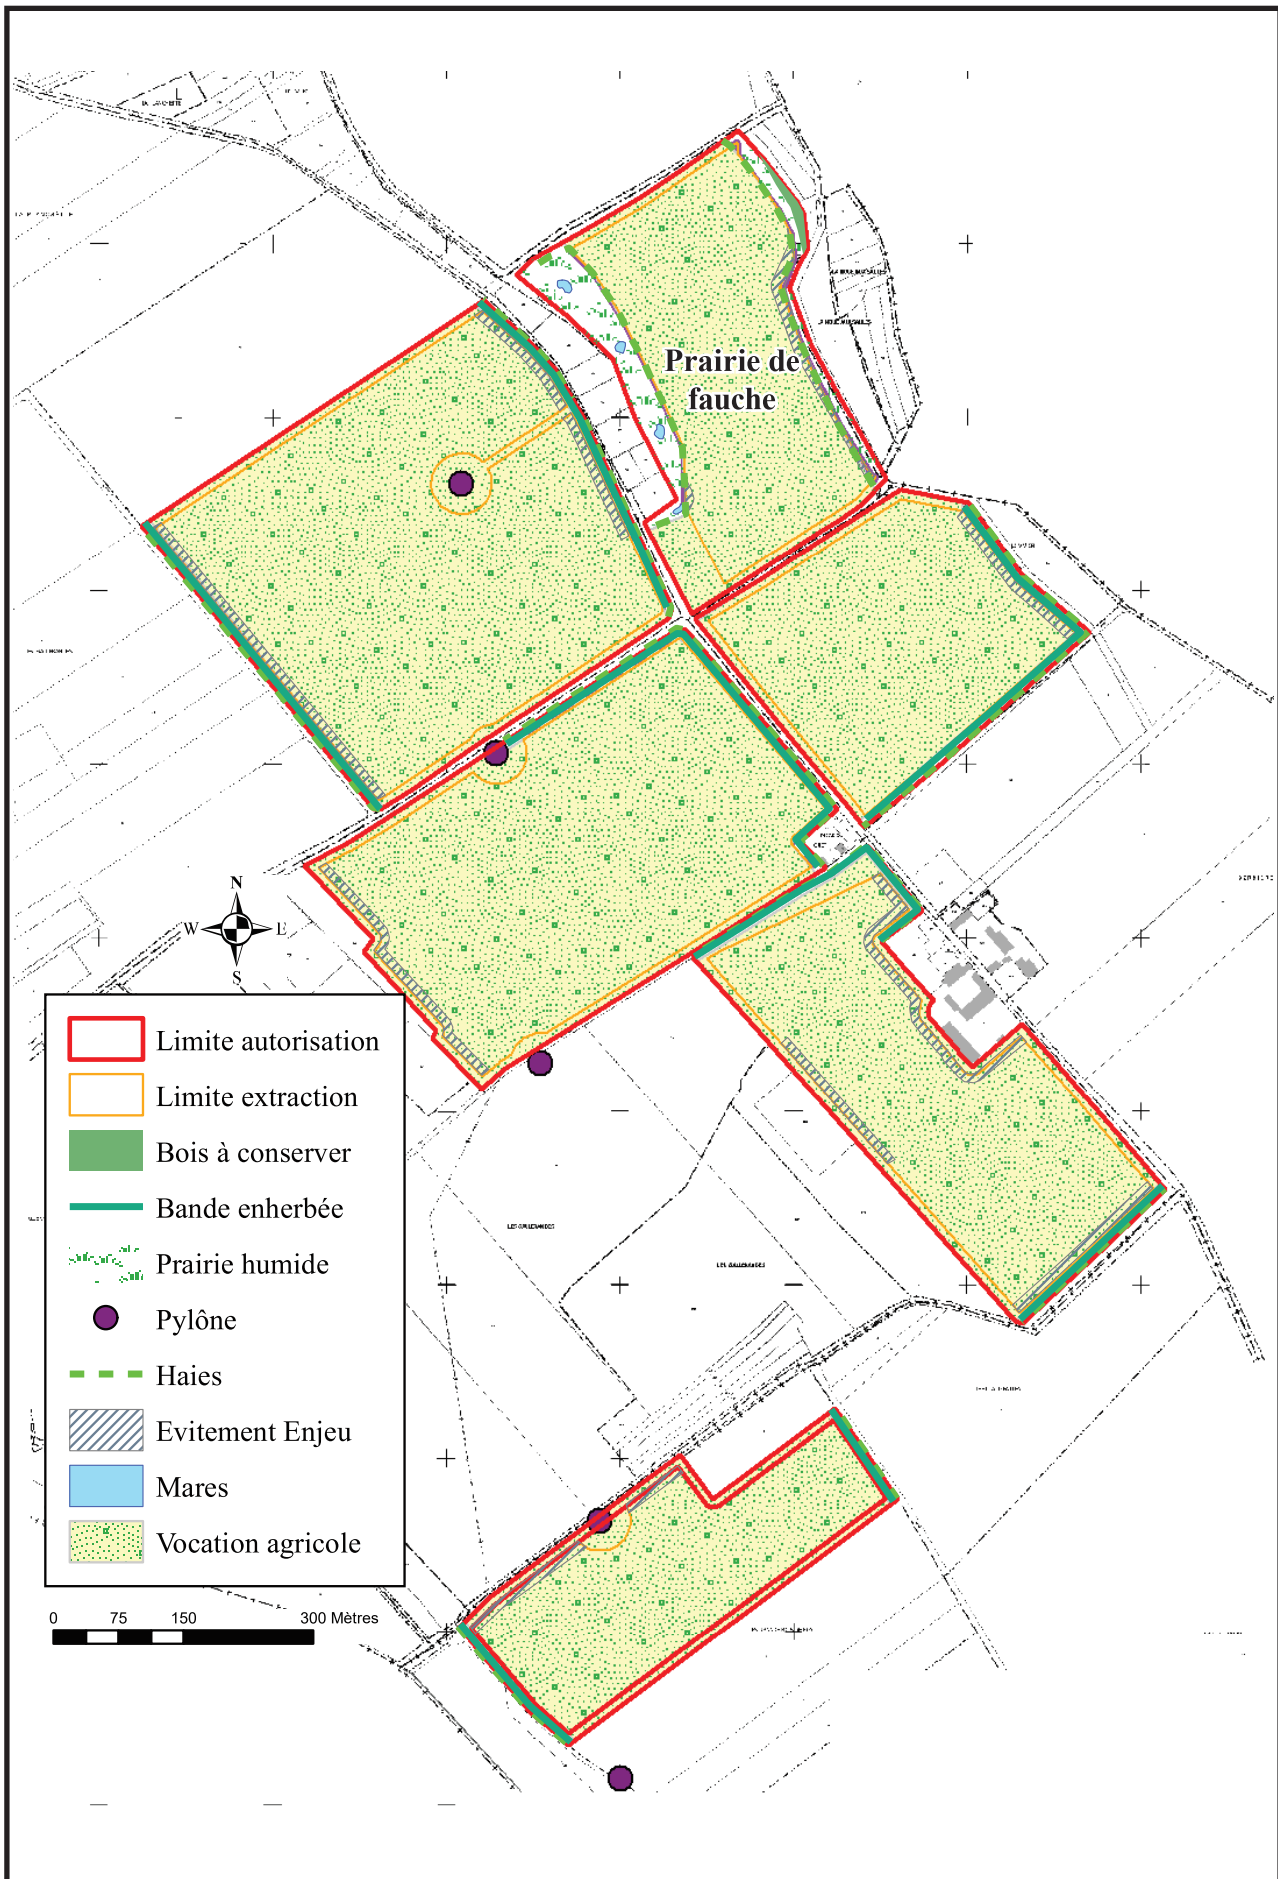 Prairie de
fauche
N
W E
S
Limite autorisation
Limite extraction
Bois à conserver
Bande enherbée
Prairie humide
Pylône
Haies
Evitement Enjeu
Mares
Vocation agricole
0 75 150 300 Mètres